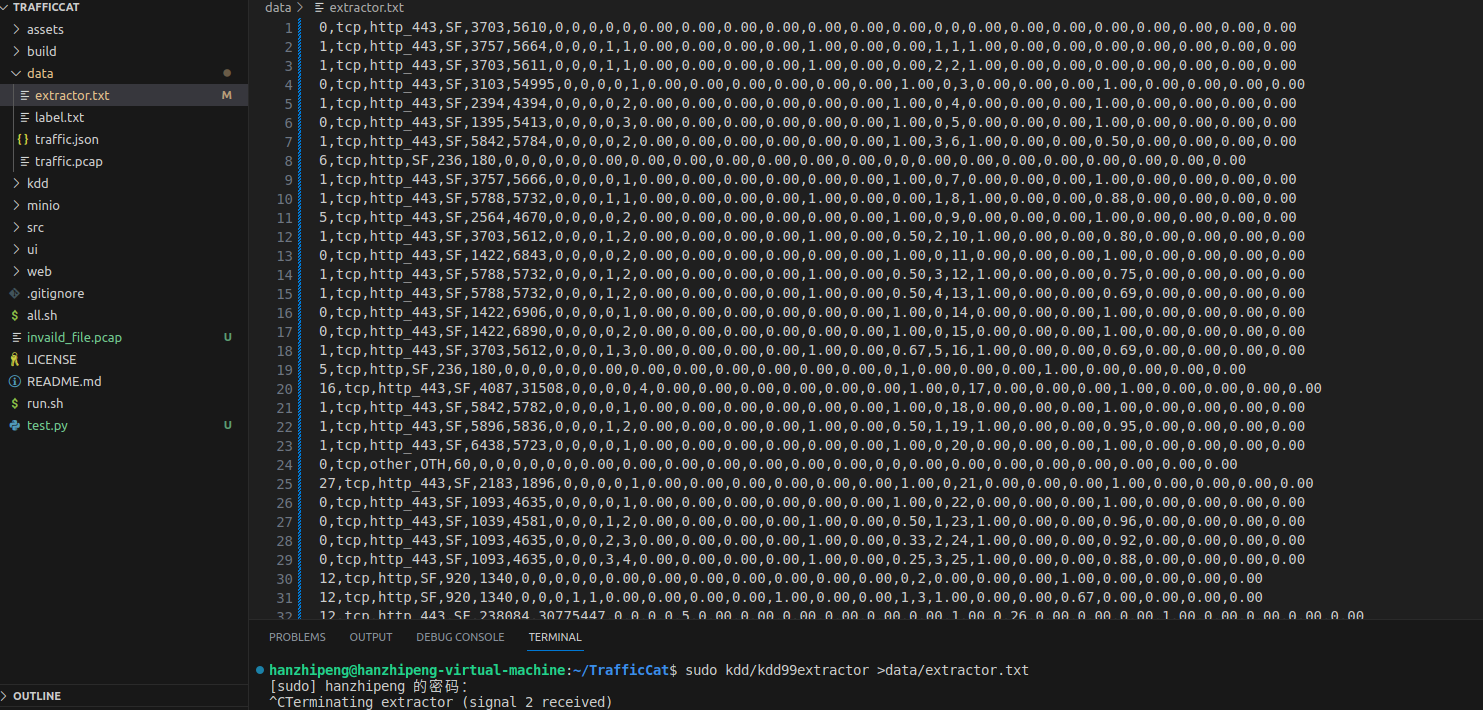 TRAFFICCAT
assets
build
data
extractor.txt M
label.txt
traffic.json
traffic.pcap
kdd
minio
src
ui
web
.gitignore
all.sh
invaild_file.pcap U
LICENSE
README.md
run.sh
test.py U
OUTLINE
data > extractor.txt
1 0,tcp,http_443,SF,3703,5610,0,0,0,0,0,0.00,0.00,0.00,0.00,0.00,0.00,0.00,0,0,0.00,0.00,0.00,0.00,0.00,0.00,0.00,0.00
2 1,tcp,http_443,SF,3757,5664,0,0,0,1,1,0.00,0.00,0.00,0.00,1.00,0.00,0.00,1,1,1.00,0.00,0.00,0.00,0.00,0.00,0.00,0.00
3 1,tcp,http_443,SF,3703,5611,0,0,0,1,1,0.00,0.00,0.00,0.00,1.00,0.00,0.00,2,2,1.00,0.00,0.00,0.00,0.00,0.00,0.00,0.00
4 0,tcp,http_443,SF,3103,54995,0,0,0,0,1,0.00,0.00,0.00,0.00,0.00,0.00,1.00,0,3,0.00,0.00,0.00,1.00,0.00,0.00,0.00,0.00
5 1,tcp,http_443,SF,2394,4394,0,0,0,0,2,0.00,0.00,0.00,0.00,0.00,0.00,1.00,0,4,0.00,0.00,0.00,1.00,0.00,0.00,0.00,0.00
6 0,tcp,http_443,SF,1395,5413,0,0,0,0,3,0.00,0.00,0.00,0.00,0.00,0.00,1.00,0,5,0.00,0.00,0.00,1.00,0.00,0.00,0.00,0.00
7 1,tcp,http_443,SF,5842,5784,0,0,0,0,2,0.00,0.00,0.00,0.00,0.00,0.00,1.00,3,6,1.00,0.00,0.00,0.50,0.00,0.00,0.00,0.00
8 6,tcp,http,SF,236,180,0,0,0,0,0,0.00,0.00,0.00,0.00,0.00,0.00,0.00,0,0,0.00,0.00,0.00,0.00,0.00,0.00,0.00,0.00
9 1,tcp,http_443,SF,3757,5666,0,0,0,0,1,0.00,0.00,0.00,0.00,0.00,0.00,1.00,0,7,0.00,0.00,0.00,1.00,0.00,0.00,0.00,0.00
10 1,tcp,http_443,SF,5788,5732,0,0,0,1,1,0.00,0.00,0.00,0.00,1.00,0.00,0.00,1,8,1.00,0.00,0.00,0.88,0.00,0.00,0.00,0.00
11 5,tcp,http_443,SF,2564,4670,0,0,0,0,2,0.00,0.00,0.00,0.00,0.00,0.00,1.00,0,9,0.00,0.00,0.00,1.00,0.00,0.00,0.00,0.00
12 1,tcp,http_443,SF,3703,5612,0,0,0,1,2,0.00,0.00,0.00,0.00,1.00,0.00,0.50,2,10,1.00,0.00,0.00,0.80,0.00,0.00,0.00,0.00
13 0,tcp,http_443,SF,1422,6843,0,0,0,0,2,0.00,0.00,0.00,0.00,0.00,0.00,1.00,0,11,0.00,0.00,0.00,1.00,0.00,0.00,0.00,0.00
14 1,tcp,http_443,SF,5788,5732,0,0,0,1,2,0.00,0.00,0.00,0.00,1.00,0.00,0.50,3,12,1.00,0.00,0.00,0.75,0.00,0.00,0.00,0.00
15 1,tcp,http_443,SF,5788,5732,0,0,0,1,2,0.00,0.00,0.00,0.00,1.00,0.00,0.50,4,13,1.00,0.00,0.00,0.69,0.00,0.00,0.00,0.00
16 0,tcp,http_443,SF,1422,6906,0,0,0,0,1,0.00,0.00,0.00,0.00,0.00,0.00,1.00,0,14,0.00,0.00,0.00,1.00,0.00,0.00,0.00,0.00
17 0,tcp,http_443,SF,1422,6890,0,0,0,0,2,0.00,0.00,0.00,0.00,0.00,0.00,1.00,0,15,0.00,0.00,0.00,1.00,0.00,0.00,0.00,0.00
18 1,tcp,http_443,SF,3703,5612,0,0,0,1,3,0.00,0.00,0.00,0.00,1.00,0.00,0.67,5,16,1.00,0.00,0.00,0.69,0.00,0.00,0.00,0.00
19 5,tcp,http,SF,236,180,0,0,0,0,0,0.00,0.00,0.00,0.00,0.00,0.00,0.00,0,1,0.00,0.00,0.00,1.00,0.00,0.00,0.00,0.00
20 16,tcp,http_443,SF,4087,31508,0,0,0,0,4,0.00,0.00,0.00,0.00,0.00,0.00,1.00,0,17,0.00,0.00,0.00,1.00,0.00,0.00,0.00,0.00
21 1,tcp,http_443,SF,5842,5782,0,0,0,0,1,0.00,0.00,0.00,0.00,0.00,0.00,1.00,0,18,0.00,0.00,0.00,1.00,0.00,0.00,0.00,0.00
22 1,tcp,http_443,SF,5896,5836,0,0,0,1,2,0.00,0.00,0.00,0.00,1.00,0.00,0.50,1,19,1.00,0.00,0.00,0.95,0.00,0.00,0.00,0.00
23 1,tcp,http_443,SF,6438,5723,0,0,0,0,1,0.00,0.00,0.00,0.00,0.00,0.00,1.00,0,20,0.00,0.00,0.00,1.00,0.00,0.00,0.00,0.00
24 0,tcp,other,OTH,60,0,0,0,0,0,0,0.00,0.00,0.00,0.00,0.00,0.00,0.00,0,0,0.00,0.00,0.00,0.00,0.00,0.00,0.00,0.00
25 27,tcp,http_443,SF,2183,1896,0,0,0,0,1,0.00,0.00,0.00,0.00,0.00,0.00,1.00,0,21,0.00,0.00,0.00,1.00,0.00,0.00,0.00,0.00
26 0,tcp,http_443,SF,1093,4635,0,0,0,0,1,0.00,0.00,0.00,0.00,0.00,0.00,1.00,0,22,0.00,0.00,0.00,1.00,0.00,0.00,0.00,0.00
27 0,tcp,http_443,SF,1039,4581,0,0,0,1,2,0.00,0.00,0.00,0.00,1.00,0.00,0.50,1,23,1.00,0.00,0.00,0.96,0.00,0.00,0.00,0.00
28 0,tcp,http_443,SF,1093,4635,0,0,0,2,3,0.00,0.00,0.00,0.00,1.00,0.00,0.33,2,24,1.00,0.00,0.00,0.92,0.00,0.00,0.00,0.00
29 0,tcp,http_443,SF,1093,4635,0,0,0,3,4,0.00,0.00,0.00,0.00,1.00,0.00,0.25,3,25,1.00,0.00,0.00,0.88,0.00,0.00,0.00,0.00
30 12,tcp,http,SF,920,1340,0,0,0,0,0,0.00,0.00,0.00,0.00,0.00,0.00,0.00,0,2,0.00,0.00,0.00,1.00,0.00,0.00,0.00,0.00
31 12,tcp,http,SF,920,1340,0,0,0,1,1,0.00,0.00,0.00,0.00,1.00,0.00,0.00,1,3,1.00,0.00,0.00,0.67,0.00,0.00,0.00,0.00
32 12,tcp,http_443,SF,238084,30775447,0,0,0,0,5,0.00,0.00,0.00,0.00,0.00,0.00,1.00,0,26,0.00,0.00,0.00,1.00,0.00,0.00,0.00,0.00
PROBLEMS OUTPUT DEBUG CONSOLE TERMINAL
hanzhipeng@hanzhipeng-virtual-machine:~/TrafficCat$ sudo kdd/kdd99extractor >data/extractor.txt
[sudo] hanzhipeng 的密码：
^CTerminating extractor (signal 2 received)